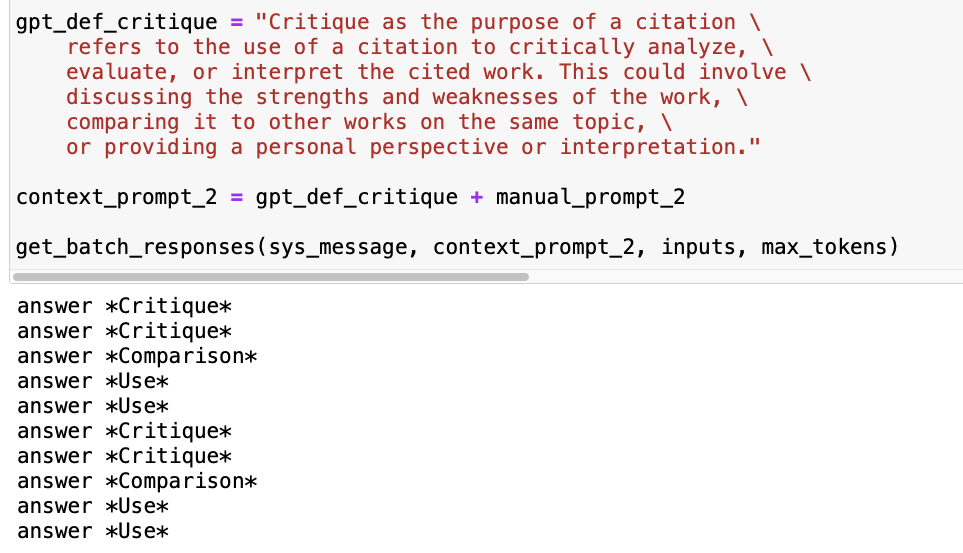 gpt_def_critique = "Critique as the purpose of a citation \
refers to the use of a citation to critically analyze, \
evaluate, or interpret the cited work. This could involve \
discussing the strengths and weaknesses of the work, \
comparing it to other works on the same topic, \
or providing a personal perspective or interpretation."
context_prompt_2 = gpt_def_critique + manual_prompt_2
get_batch_responses(sys_message, context_prompt_2, inputs, max_tokens)
answer *Critique*
answer *Critique*
answer *Comparison*
answer *Use*
answer *Use*
answer *Critique*
answer *Critique*
answer *Comparison*
answer *Use*
answer *Use*